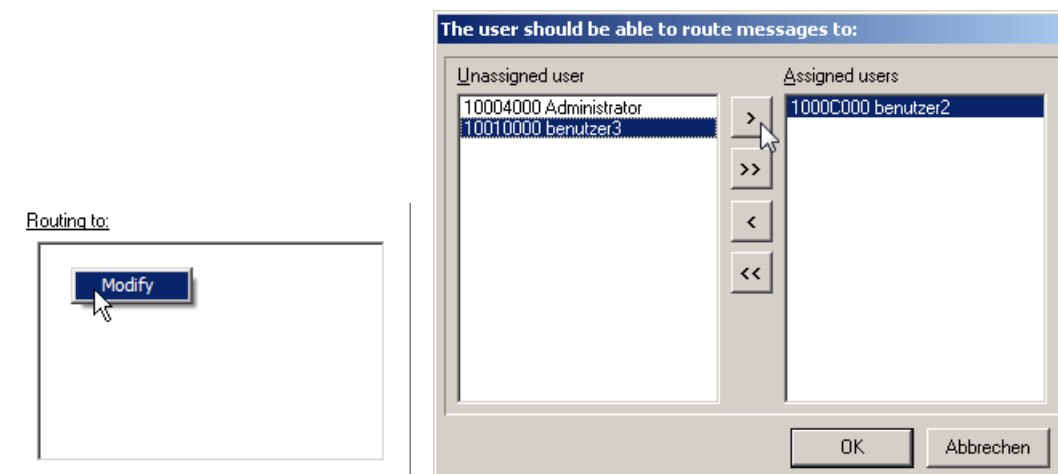 Routing to:
Modify
The user should be able to route messages to:
Unassigned user
10004000 Administrator
10010000 benutzer3
>
>>
<
<<
Assigned users
1000C000 benutzer2
OK
Abbrechen